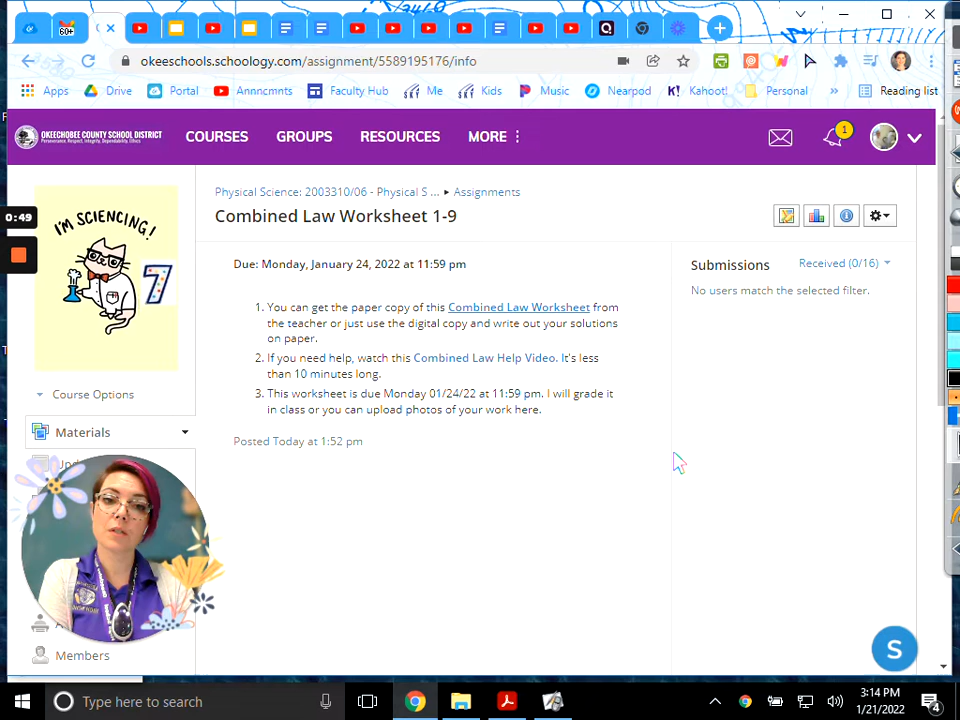 60+
okeeschools.schoology.com/assignment/5589195176/info
Apps Drive Portal Anncmnts Faculty Hub Me Kids Music Nearpod Kahoot! Personal » Reading list
OKEECHOBEE COUNTY SCHOOL DISTRICT
Perseverance, Respect, Integrity, Dependability, Ethics
COURSES GROUPS RESOURCES MORE
1
Physical Science: 2003310/06 - Physical S ... ▸ Assignments
Combined Law Worksheet 1-9
0:49
I'M SCIENCING!
7
Due: Monday, January 24, 2022 at 11:59 pm
Submissions Received (0/16)
No users match the selected filter.
1. You can get the paper copy of this Combined Law Worksheet from
the teacher or just use the digital copy and write out your solutions
on paper.
2. If you need help, watch this Combined Law Help Video. It's less
than 10 minutes long.
3. This worksheet is due Monday 01/24/22 at 11:59 pm. I will grade it
in class or you can upload photos of your work here.
Posted Today at 1:52 pm
Course Options
Materials
Members
S
Type here to search
3:14 PM
1/21/2022
4